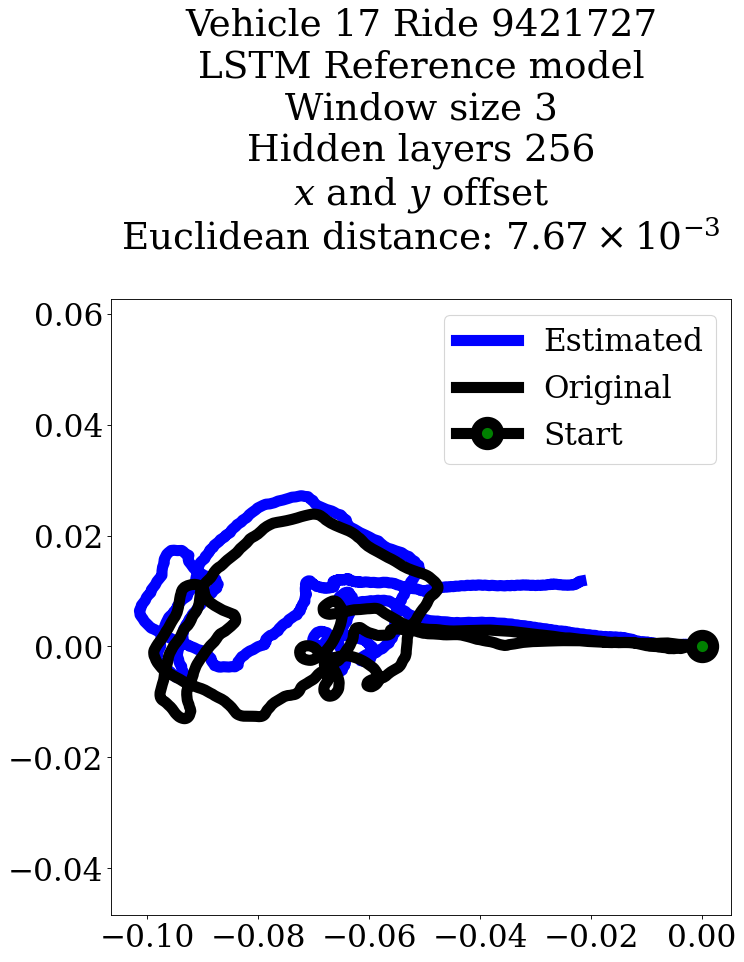 Vehicle 17 Ride 9421727
LSTM Reference model
Window size 3
Hidden layers 256
x and y offset
Euclidean distance: 7.67 × 10⁻³
Estimated
Original
Start
0.06
0.04
0.02
0.00
−0.02
−0.04
−0.10 −0.08 −0.06 −0.04 −0.02 0.00